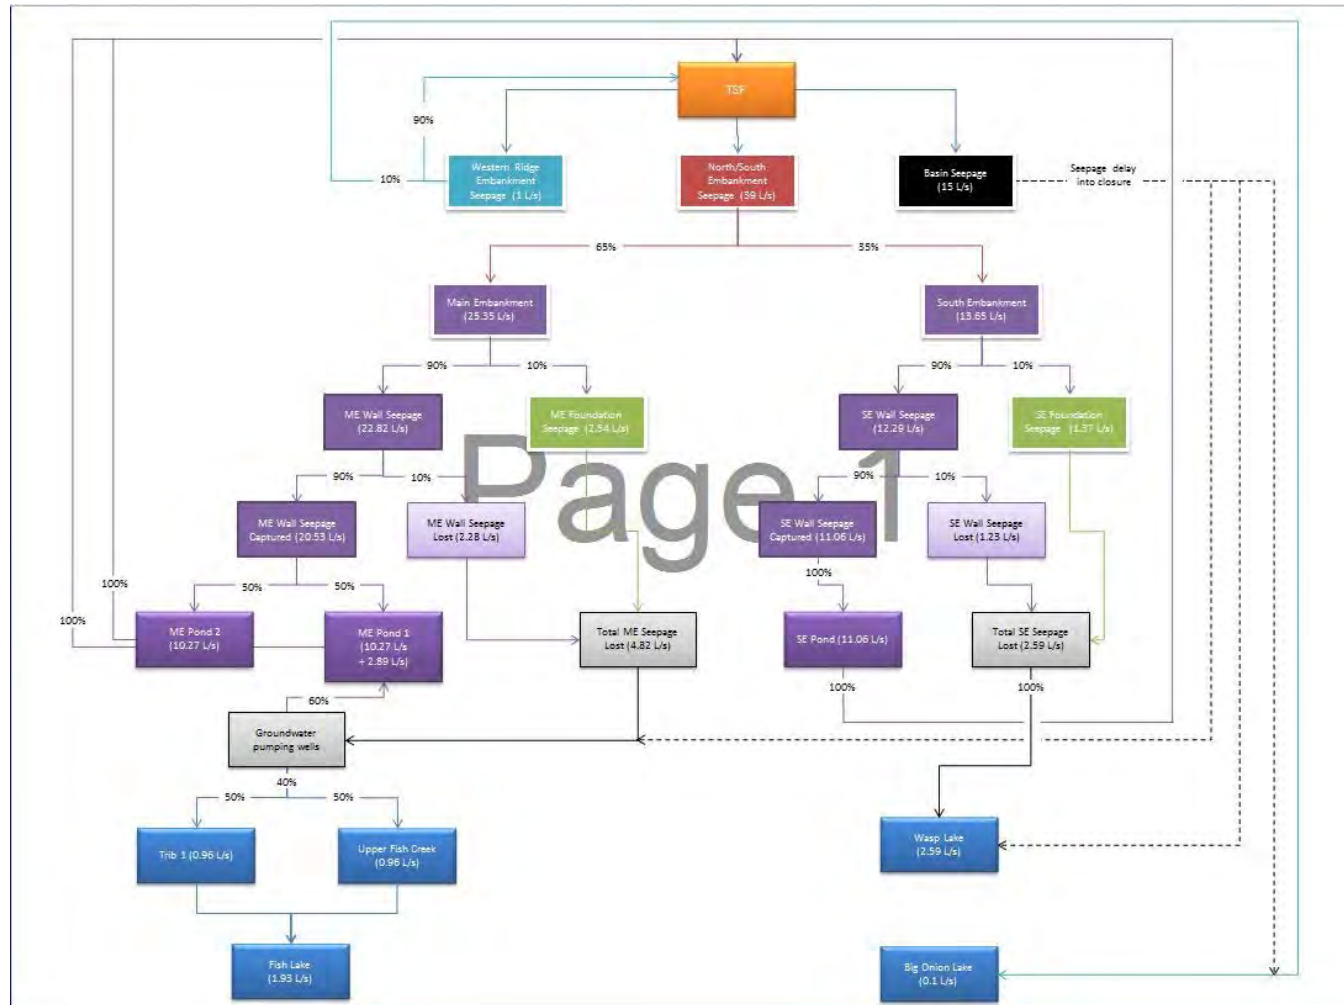 TSF
90%
10%
Western Ridge
Embankment
Seepage (1 L/s)
North/South
Embankment
Seepage (39 L/s)
Basin Seepage
(15 L/s)
Seepage delay
into closure
65%
35%
Main Embankment
(25.35 L/s)
South Embankment
(13.65 L/s)
90%
10%
90%
10%
ME Wall Seepage
(22.82 L/s)
ME Foundation
Seepage (2.54 L/s)
SE Wall Seepage
(12.29 L/s)
SE Foundation
Seepage (1.37 L/s)
Page 1
90%
10%
90%
10%
ME Wall Seepage
Captured (20.53 L/s)
ME Wall Seepage
Lost (2.28 L/s)
SE Wall Seepage
Captured (11.06 L/s)
SE Wall Seepage
Lost (1.23 L/s)
100%
100%
50%
50%
100%
ME Pond 2
(10.27 L/s)
ME Pond 1
(10.27 L/s
+ 2.89 L/s)
Total ME Seepage
Lost (4.82 L/s)
SE Pond (11.06 L/s)
Total SE Seepage
Lost (2.59 L/s)
60%
100%
100%
Groundwater
pumping wells
40%
50%
50%
Trib 1 (0.96 L/s)
Upper Fish Creek
(0.96 L/s)
Wasp Lake
(2.59 L/s)
Fish Lake
(1.93 L/s)
Big Onion Lake
(0.1 L/s)